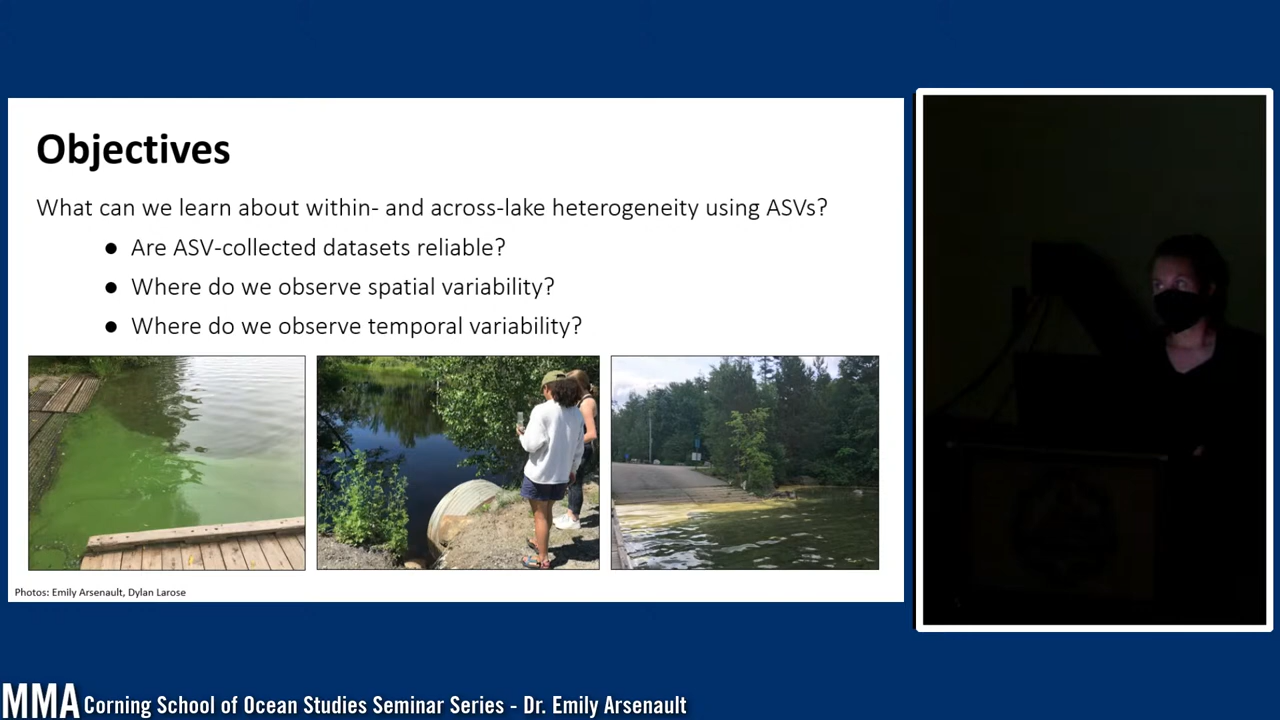 Objectives
What can we learn about within- and across-lake heterogeneity using ASVs?
● Are ASV-collected datasets reliable?
● Where do we observe spatial variability?
● Where do we observe temporal variability?
Photos: Emily Arsenault, Dylan Larose
MMA Corning School of Ocean Studies Seminar Series - Dr. Emily Arsenault